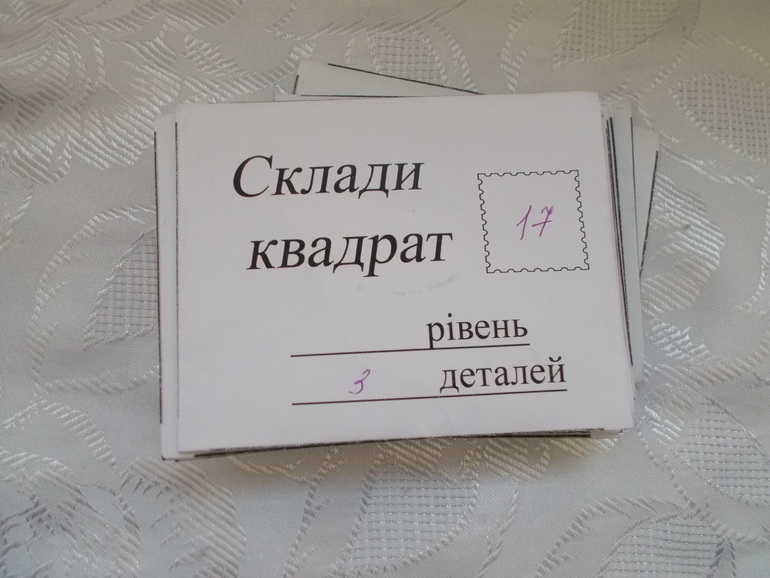 Склади
квадрат
17
рівень
3 деталей